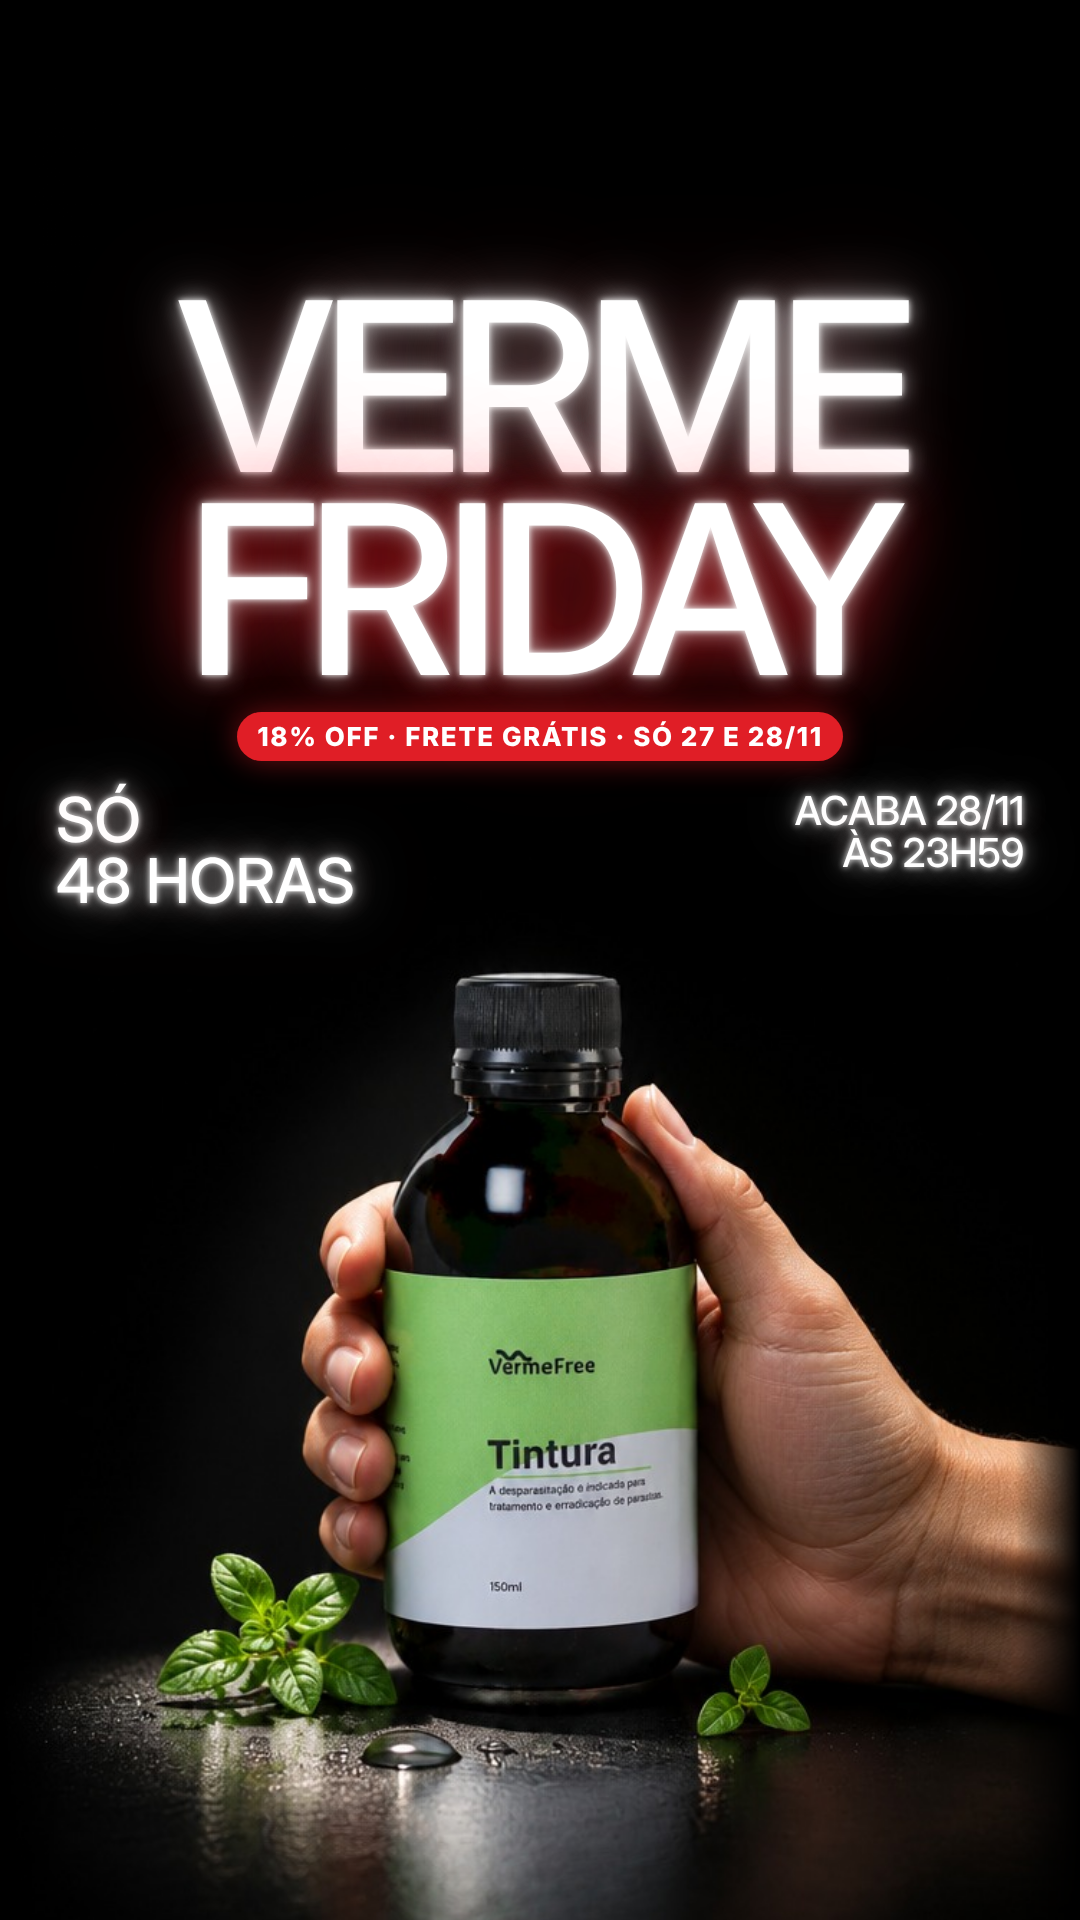 VERME
FRIDAY
18% OFF · FRETE GRÁTIS · SÓ 27 E 28/11
SÓ
48 HORAS
ACABA 28/11
ÀS 23H59
VermeFree
Tintura
A desparasitação é indicada para
tratamento e erradicação de parasitas.
150ml